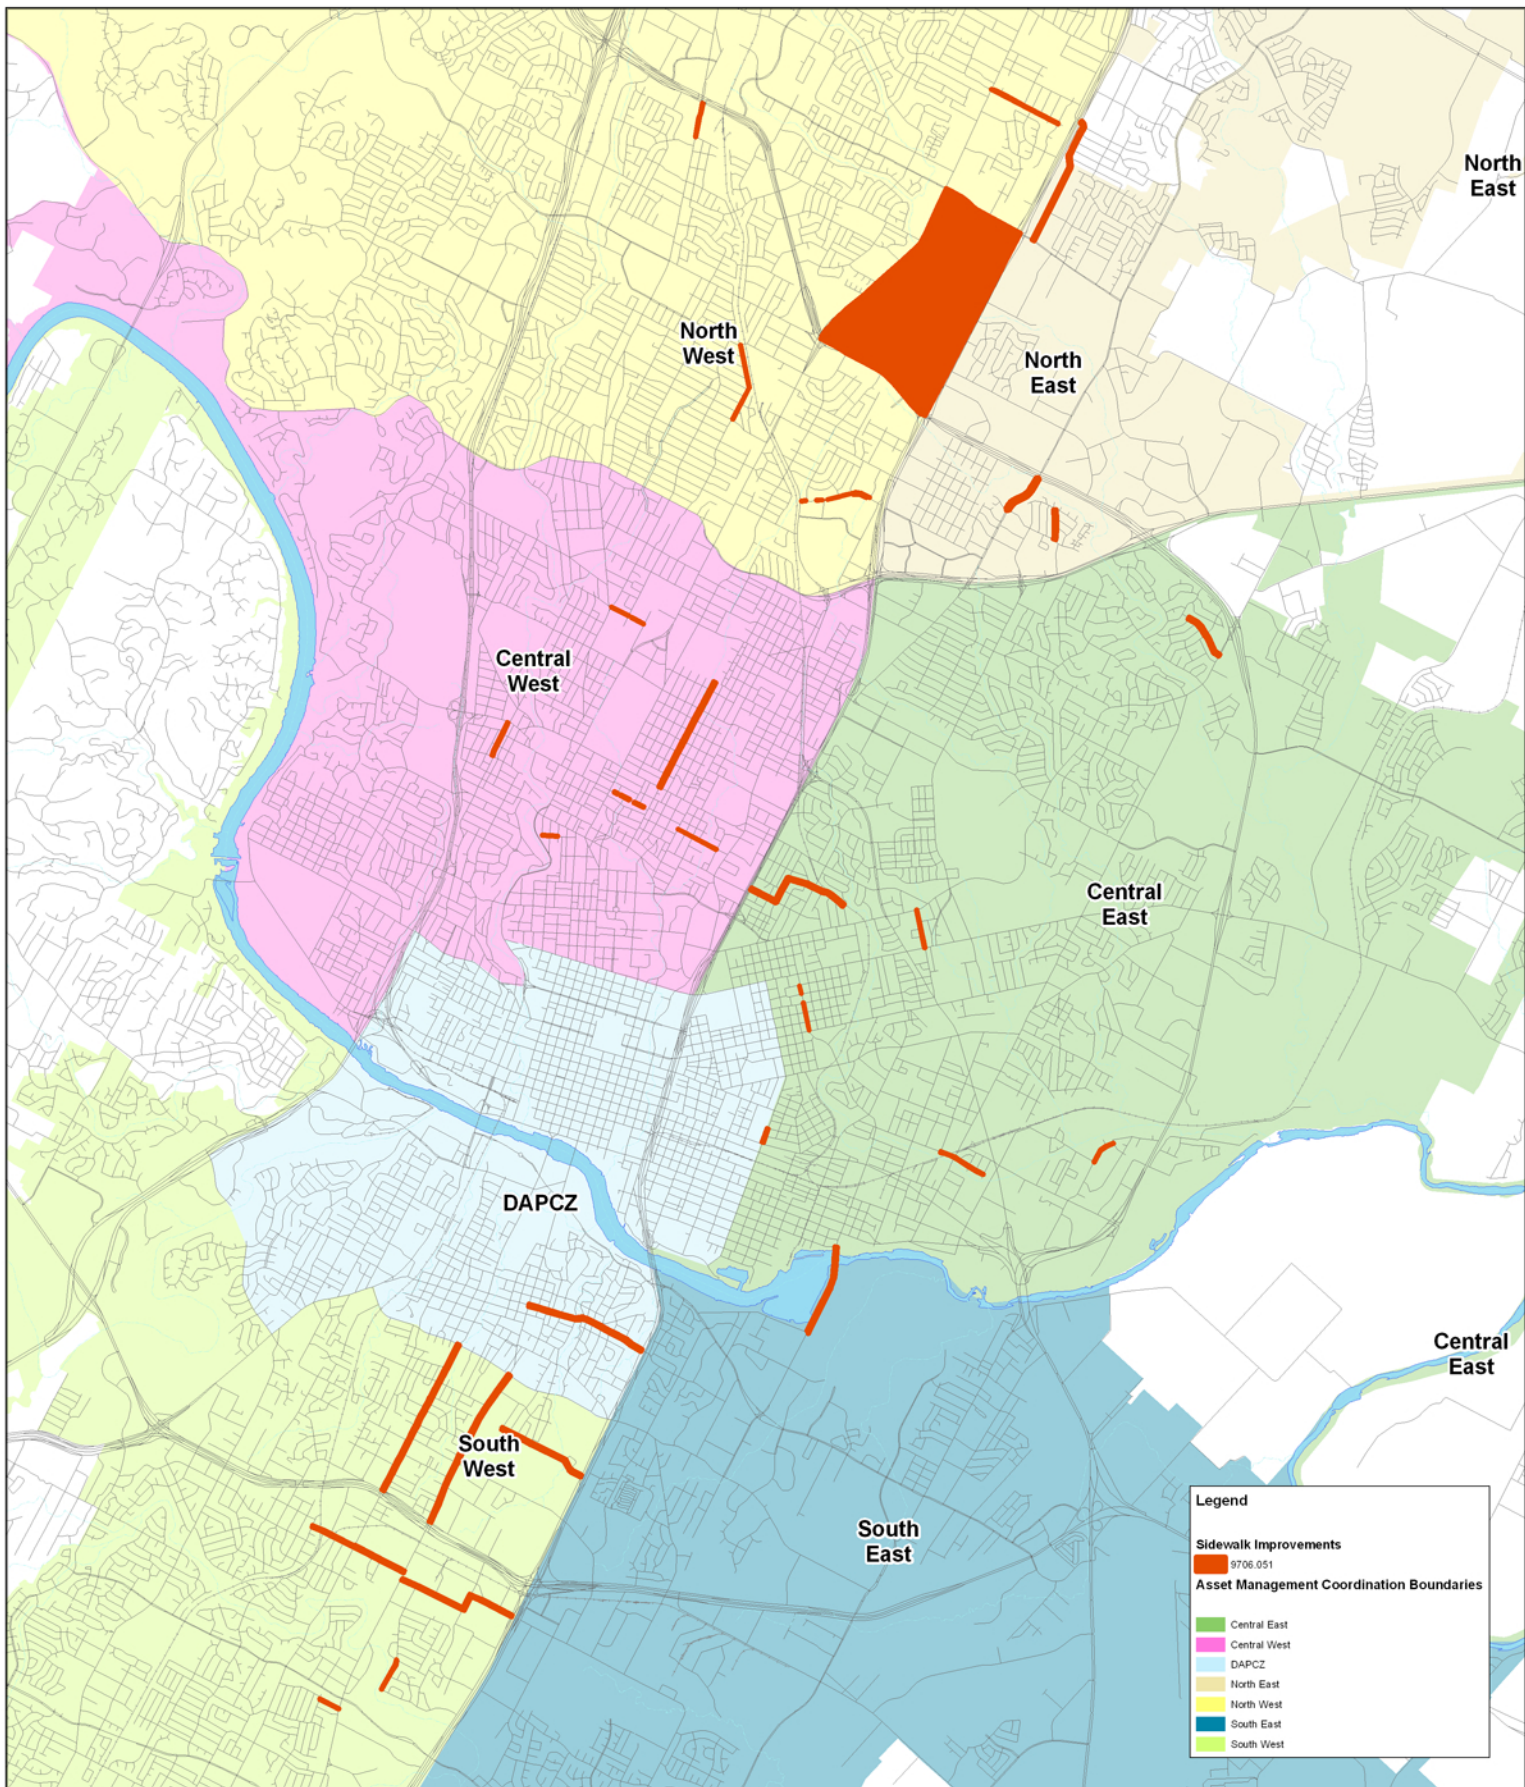 North
East
North
West
North
East
Central
West
Central
East
DAPCZ
Central
East
South
West
South
East
Legend
Sidewalk Improvements
9706.051
Asset Management Coordination Boundaries
Central East
Central West
DAPCZ
North East
North West
South East
South West